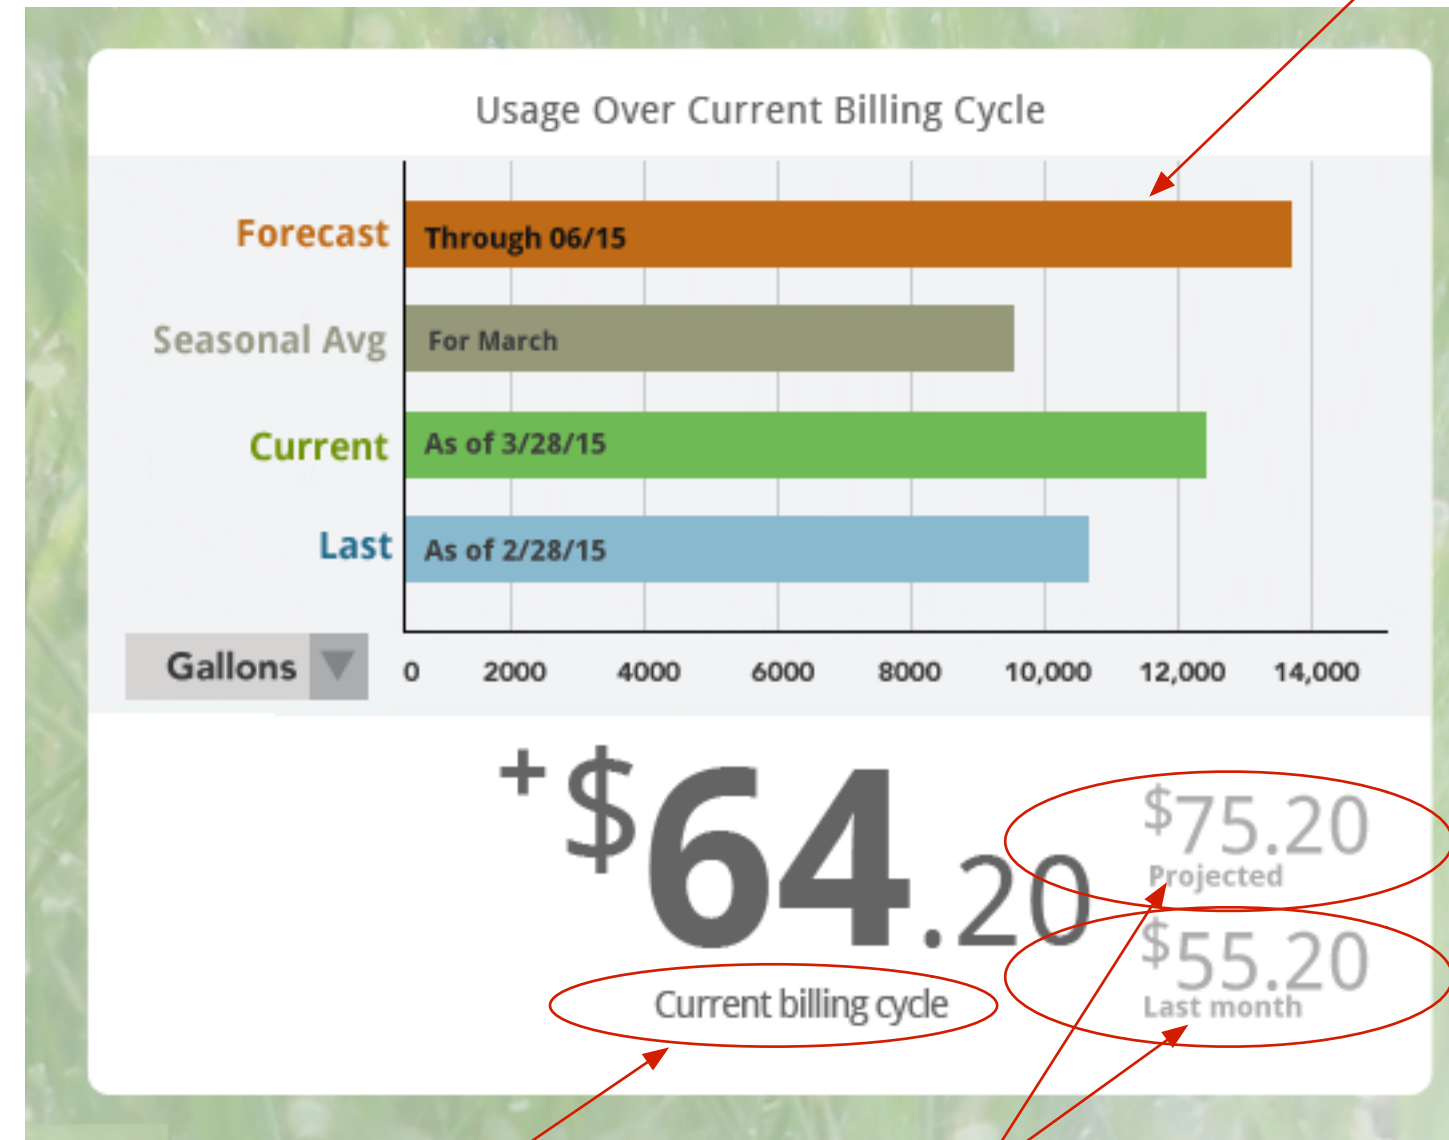 Usage Over Current Billing Cycle
Forecast
Through 06/15
Seasonal Avg
For March
Current
As of 3/28/15
Last
As of 2/28/15
Gallons
0 2000 4000 6000 8000 10,000 12,000 14,000
+$64.20
Current billing cycle
$75.20
Projected
$55.20
Last month